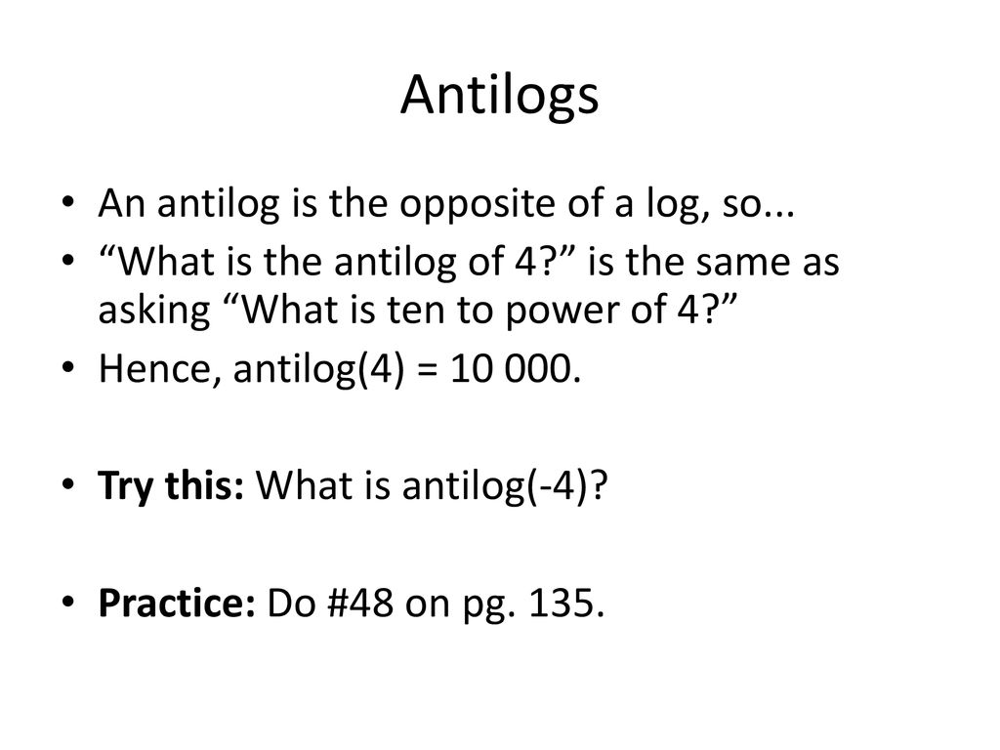 Antilogs
• An antilog is the opposite of a log, so...
• “What is the antilog of 4?” is the same as
asking “What is ten to power of 4?”
• Hence, antilog(4) = 10 000.
• Try this: What is antilog(-4)?
• Practice: Do #48 on pg. 135.